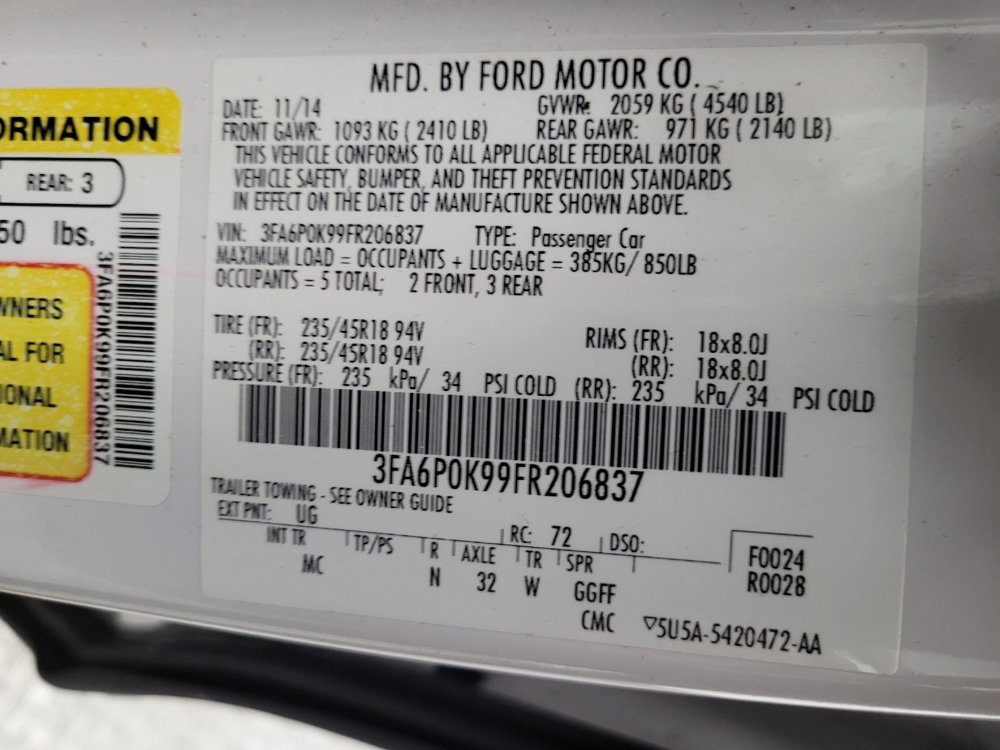 ORMATION
REAR: 3
50 lbs.
3FA6P0K99FR206837
WNERS
AL FOR
IONAL
MATION
MFD. BY FORD MOTOR CO.
DATE: 11/14 GVWR: 2059 KG ( 4540 LB)
FRONT GAWR: 1093 KG ( 2410 LB) REAR GAWR: 971 KG ( 2140 LB)
THIS VEHICLE CONFORMS TO ALL APPLICABLE FEDERAL MOTOR
VEHICLE SAFETY, BUMPER, AND THEFT PREVENTION STANDARDS
IN EFFECT ON THE DATE OF MANUFACTURE SHOWN ABOVE.
VIN: 3FA6P0K99FR206837 TYPE: Passenger Car
MAXIMUM LOAD = OCCUPANTS + LUGGAGE = 385KG/ 850LB
OCCUPANTS = 5 TOTAL; 2 FRONT, 3 REAR
TIRE (FR): 235/45R18 94V RIMS (FR): 18x8.0J
(RR): 235/45R18 94V (RR): 18x8.0J
PRESSURE (FR): 235 kPa/ 34 PSI COLD (RR): 235 kPa/ 34 PSI COLD
3FA6P0K99FR206837
TRAILER TOWING - SEE OWNER GUIDE
EXT PNT: UG RC: 72 DSO:
INT TR TP/PS R AXLE TR SPR F0024
MC N 32 W GGFF R0028
CMC ▽5U5A-5420472-AA